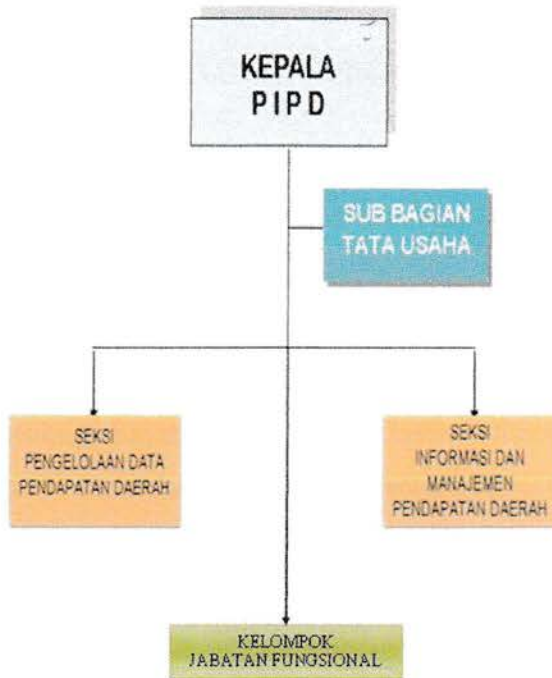 KEPALA
PIPD
SUB BAGIAN
TATA USAHA
SEKSI
PENGELOLAAN DATA
PENDAPATAN DAERAH
SEKSI
INFORMASI DAN
MANAJEMEN
PENDAPATAN DAERAH
KELOMPOK
JABATAN FUNGSIONAL